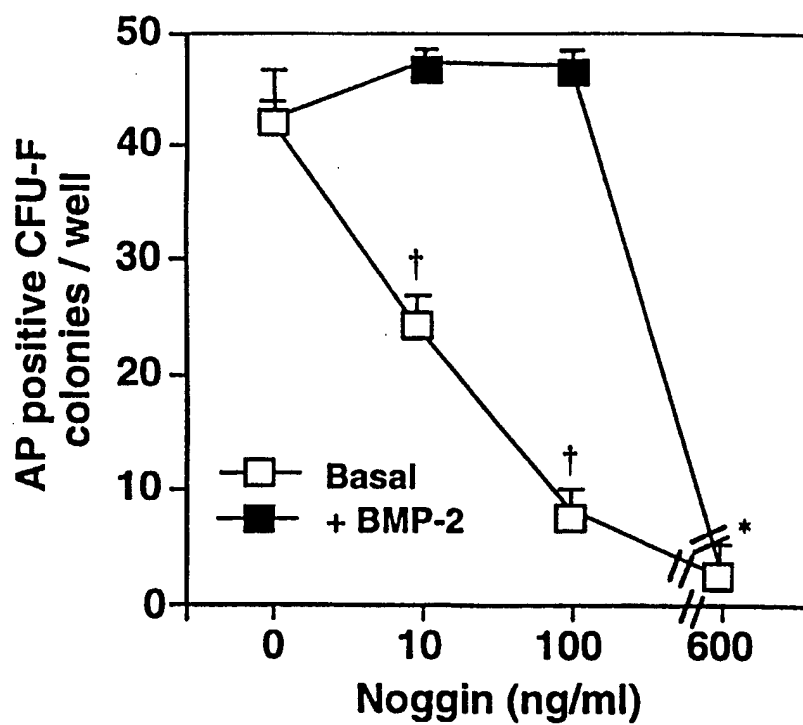 AP positive CFU-F
colonies / well
50
40
30
20
10
0
†
†
*
Basal
+ BMP-2
0 10 100 600
Noggin (ng/ml)